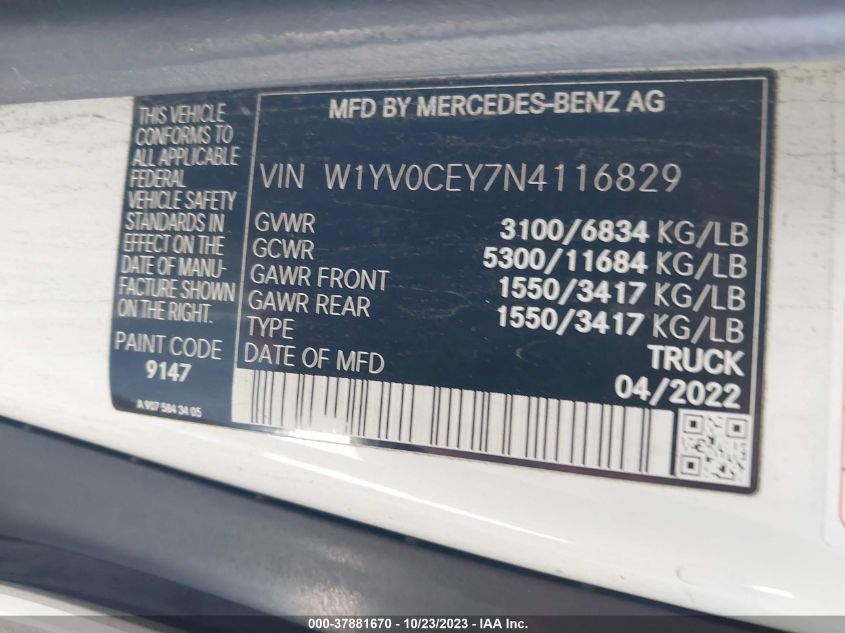 THIS VEHICLE
CONFORMS TO
ALL APPLICABLE
FEDERAL
VEHICLE SAFETY
STANDARDS IN
EFFECT ON THE
DATE OF MANU-
FACTURE SHOWN
ON THE RIGHT.
PAINT CODE
9147
A 907 584 34 05
MFD BY MERCEDES-BENZ AG
VIN W1YV0CEY7N4116829
GVWR 3100/6834 KG/LB
GCWR 5300/11684 KG/LB
GAWR FRONT 1550/3417 KG/LB
GAWR REAR 1550/3417 KG/LB
TYPE TRUCK
DATE OF MFD 04/2022
000-37881670 - 10/23/2023 - IAAI.com